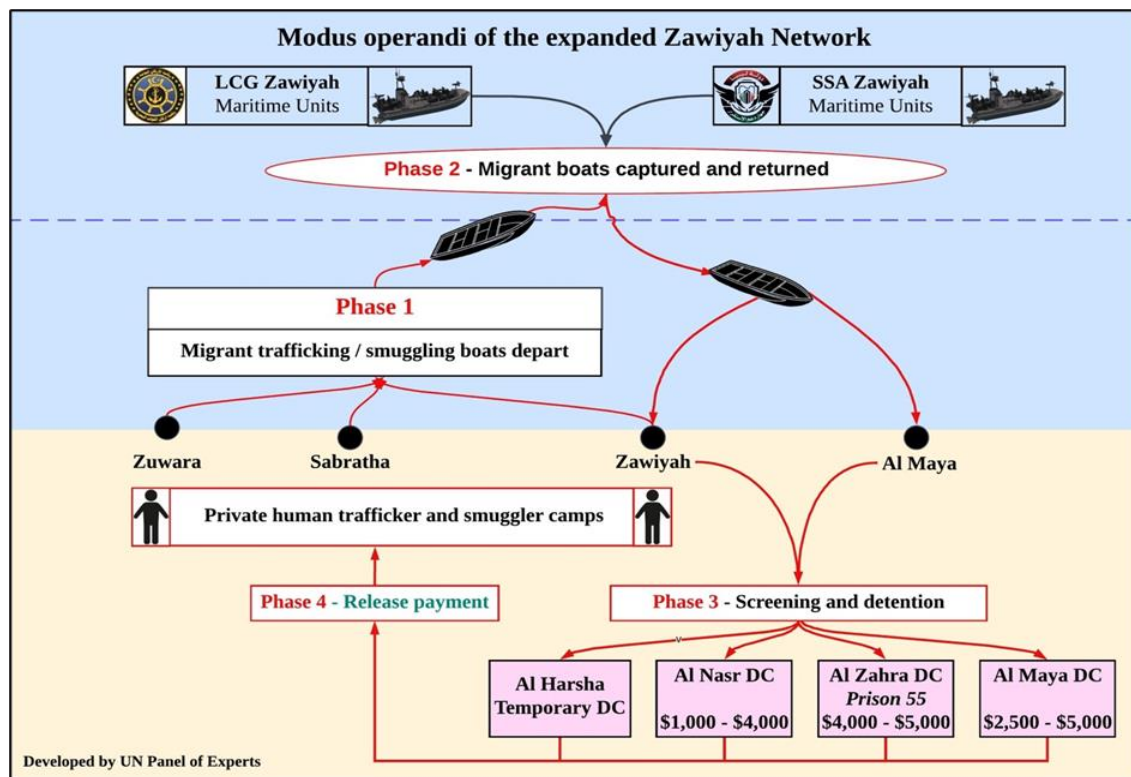 Modus operandi of the expanded Zawiyah Network
LCG Zawiyah
Maritime Units
SSA Zawiyah
Maritime Units
Phase 2 - Migrant boats captured and returned
Phase 1
Migrant trafficking / smuggling boats depart
Zuwara
Sabratha
Zawiyah
Al Maya
Private human trafficker and smuggler camps
Phase 4 - Release payment
Phase 3 - Screening and detention
v
Al Harsha
Temporary DC
Al Nasr DC
$1,000 - $4,000
Al Zahra DC
Prison 55
$4,000 - $5,000
Al Maya DC
$2,500 - $5,000
Developed by UN Panel of Experts